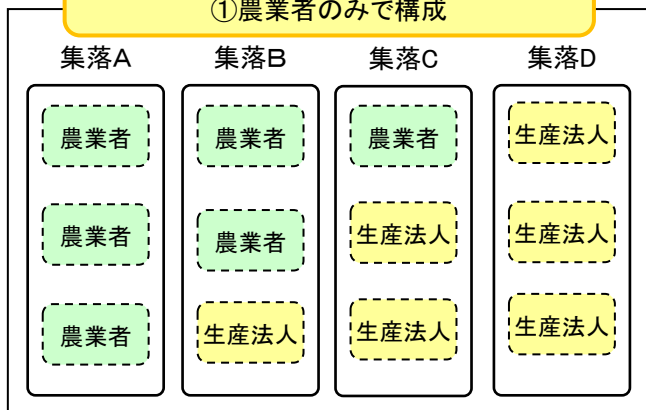 ①農業者のみで構成
集落A 集落B 集落C 集落D
農業者 農業者 農業者 生産法人
農業者 農業者 生産法人 生産法人
農業者 生産法人 生産法人 生産法人